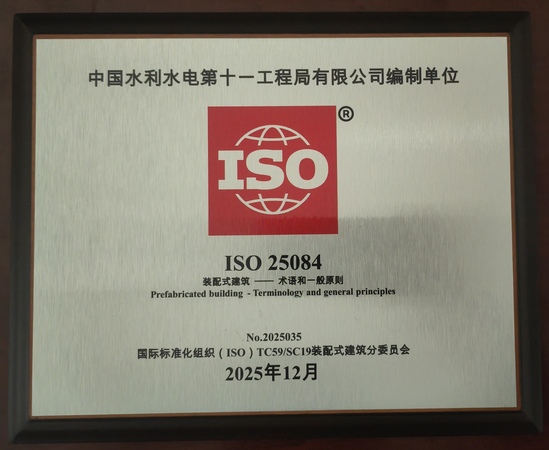 中国水利水电第十一工程局有限公司编制单位
ISO
®
ISO 25084
装配式建筑 —— 术语和一般原则
Prefabricated building - Terminology and general principles
No.2025035
国际标准化组织（ISO）TC59/SC19装配式建筑分委员会
2025年12月